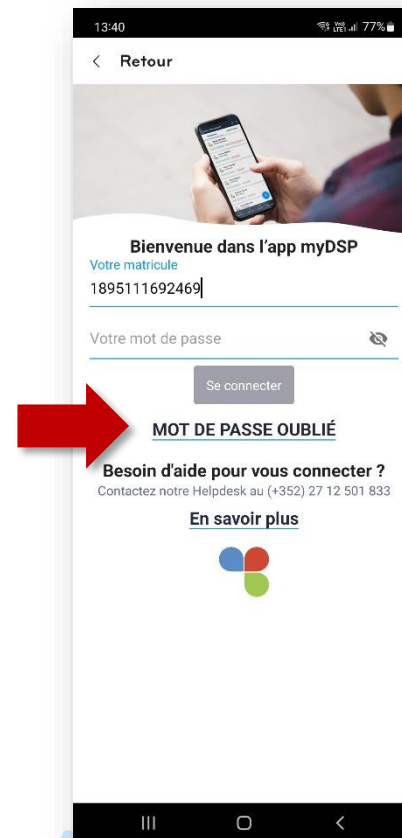 13:40 77%
Retour
Bienvenue dans l'app myDSP
Votre matricule
1895111692469
Votre mot de passe
Se connecter
MOT DE PASSE OUBLIÉ
Besoin d'aide pour vous connecter ?
Contactez notre Helpdesk au (+352) 27 12 501 833
En savoir plus